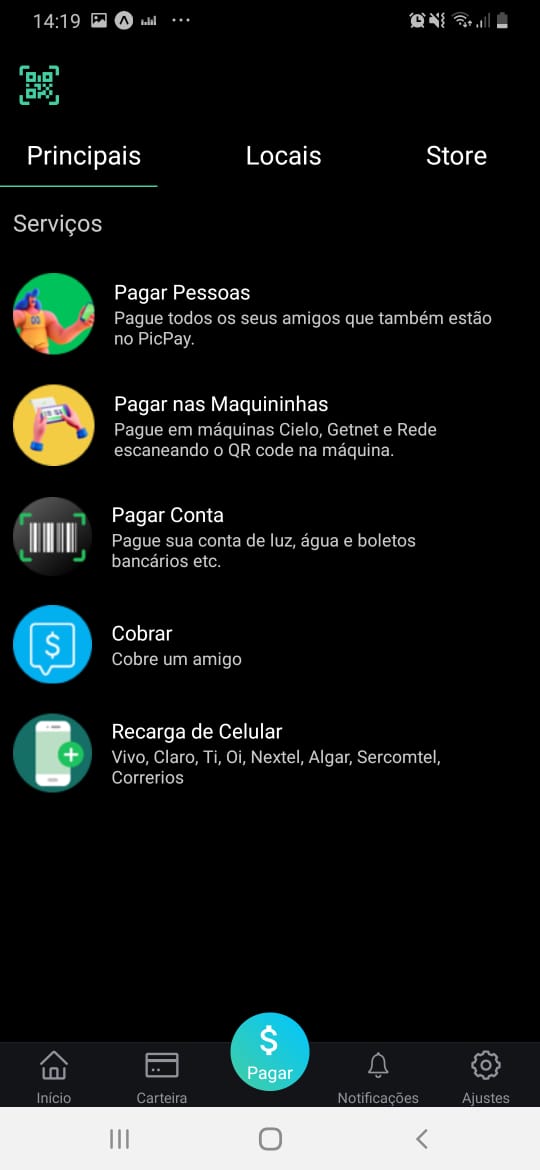 14:19
Principais
Locais
Store
Serviços
Pagar Pessoas
Pague todos os seus amigos que também estão
no PicPay.
Pagar nas Maquininhas
Pague em máquinas Cielo, Getnet e Rede
escaneando o QR code na máquina.
Pagar Conta
Pague sua conta de luz, água e boletos
bancários etc.
$
Cobrar
Cobre um amigo
Recarga de Celular
Vivo, Claro, Ti, Oi, Nextel, Algar, Sercomtel,
Correrios
$
Pagar
Início
Carteira
Notificações
Ajustes